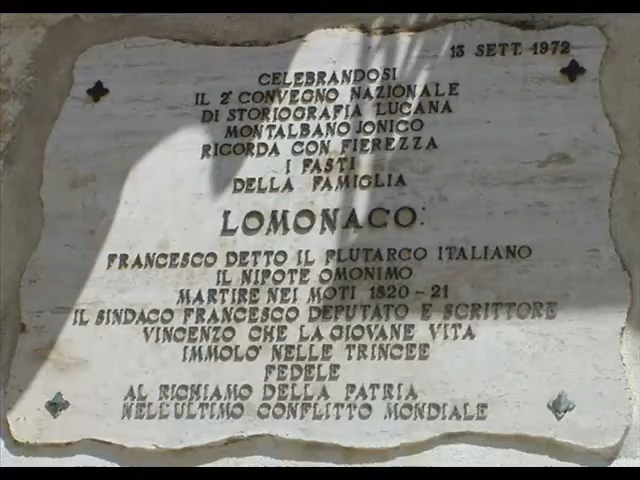 13 SETT. 1972
CELEBRANDOSI
IL 2° CONVEGNO NAZIONALE
DI STORIOGRAFIA LUCANA
MONTALBANO JONICO
RICORDA CON FIEREZZA
I FASTI
DELLA FAMIGLIA
LOMONACO:
FRANCESCO DETTO IL PLUTARCO ITALIANO
IL NIPOTE OMONIMO
MARTIRE NEI MOTI 1820-21
IL SINDACO FRANCESCO DEPUTATO E SCRITTORE
VINCENZO CHE LA GIOVANE VITA
IMMOLO' NELLE TRINCEE
FEDELE
AL RICHIAMO DELLA PATRIA
NELL'ULTIMO CONFLITTO MONDIALE